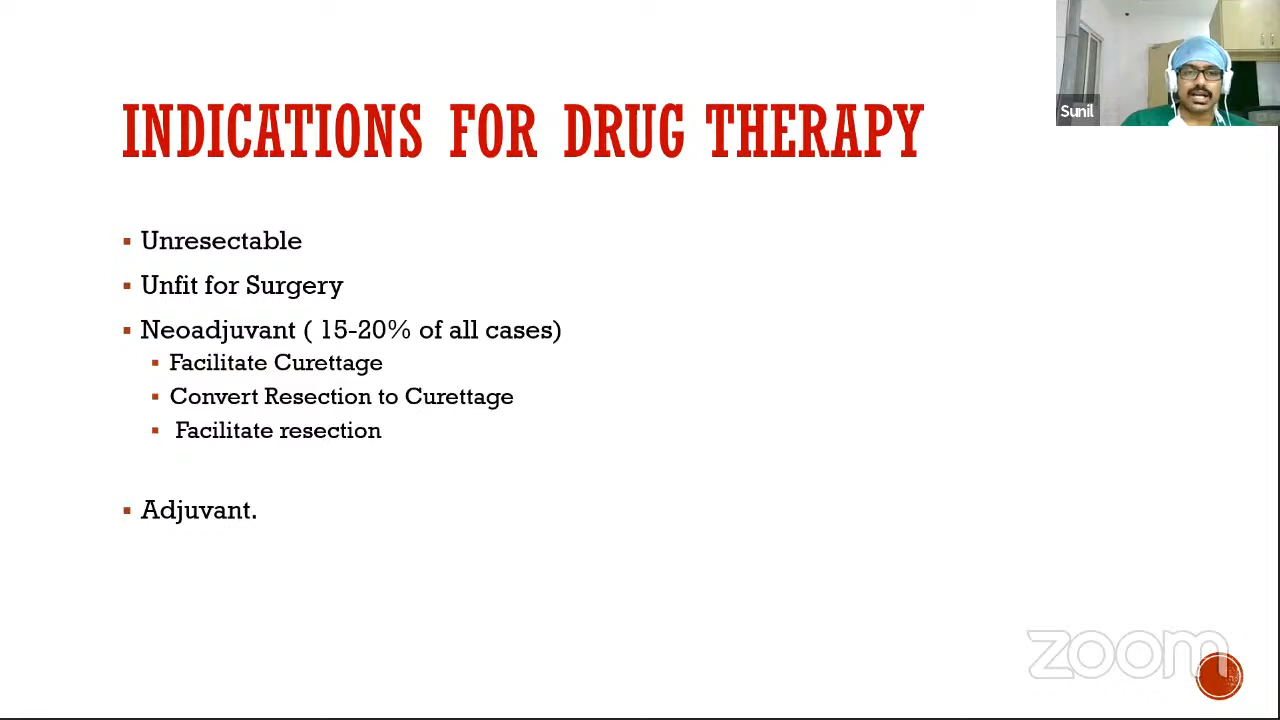 Sunil
INDICATIONS FOR DRUG THERAPY
Unresectable
Unfit for Surgery
Neoadjuvant ( 15-20% of all cases)
Facilitate Curettage
Convert Resection to Curettage
Facilitate resection
Adjuvant.
zoom